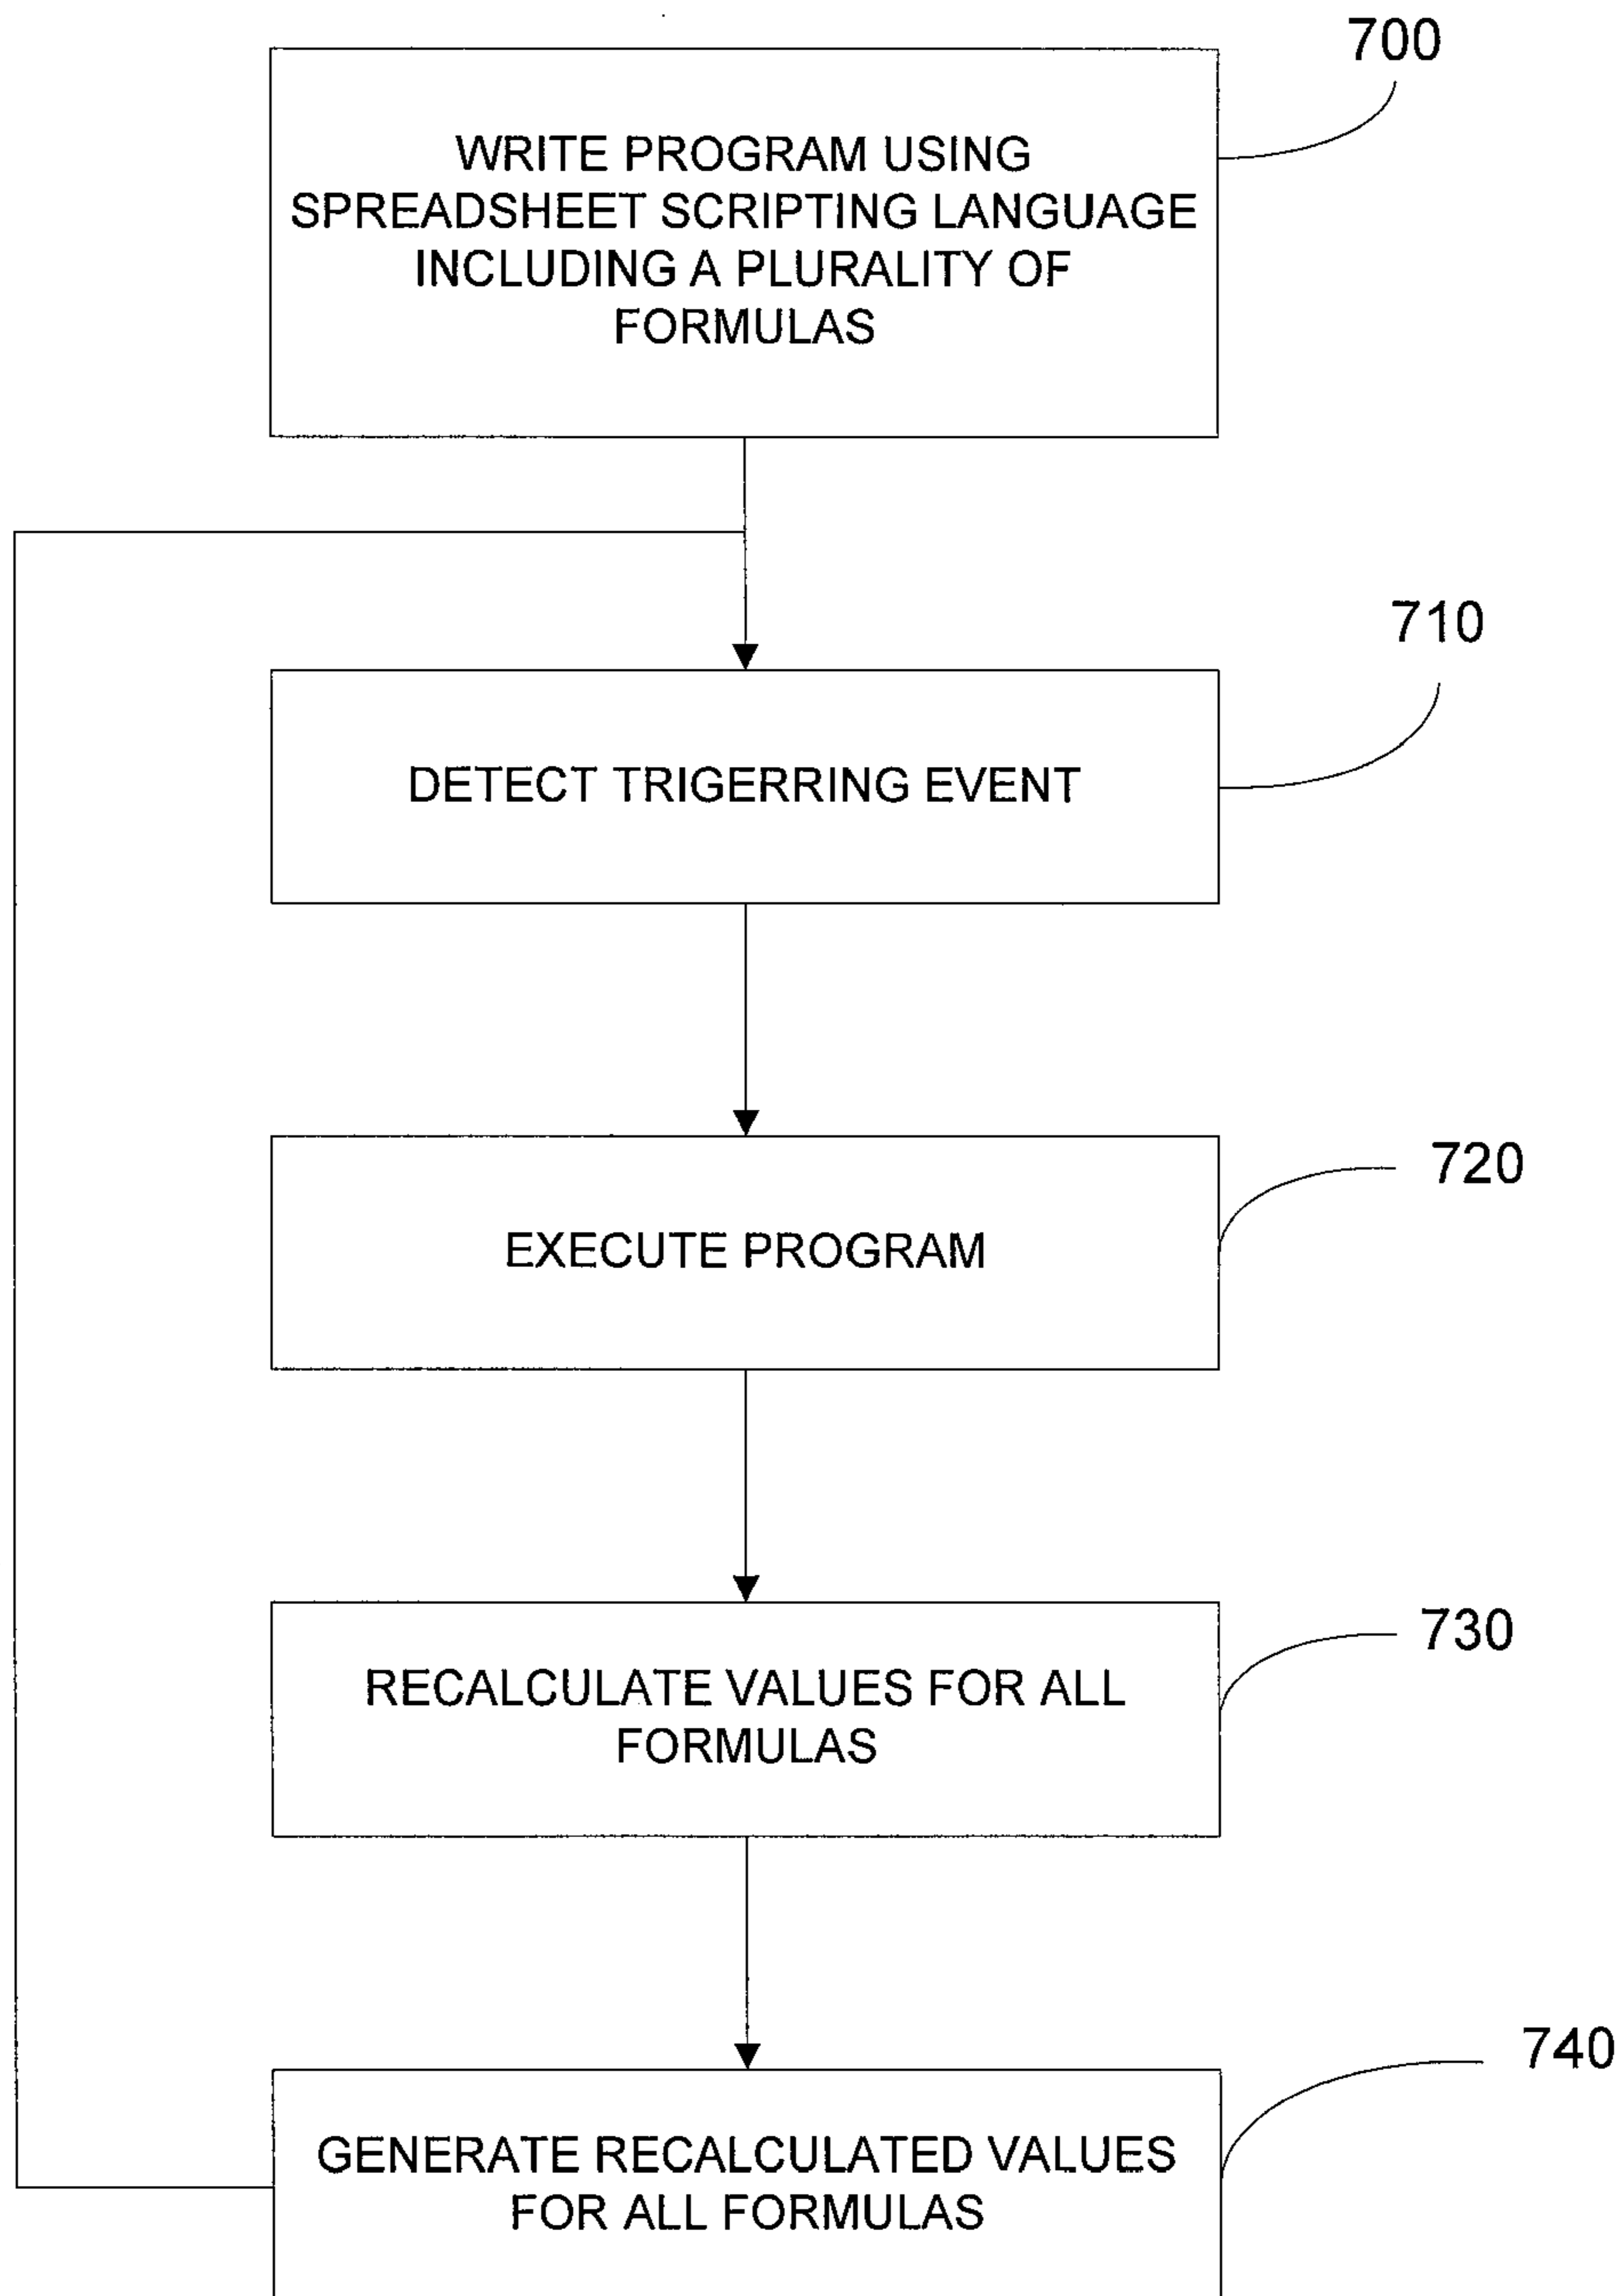 700
WRITE PROGRAM USING
SPREADSHEET SCRIPTING LANGUAGE
INCLUDING A PLURALITY OF
FORMULAS
710
DETECT TRIGERRING EVENT
720
EXECUTE PROGRAM
730
RECALCULATE VALUES FOR ALL
FORMULAS
740
GENERATE RECALCULATED VALUES
FOR ALL FORMULAS